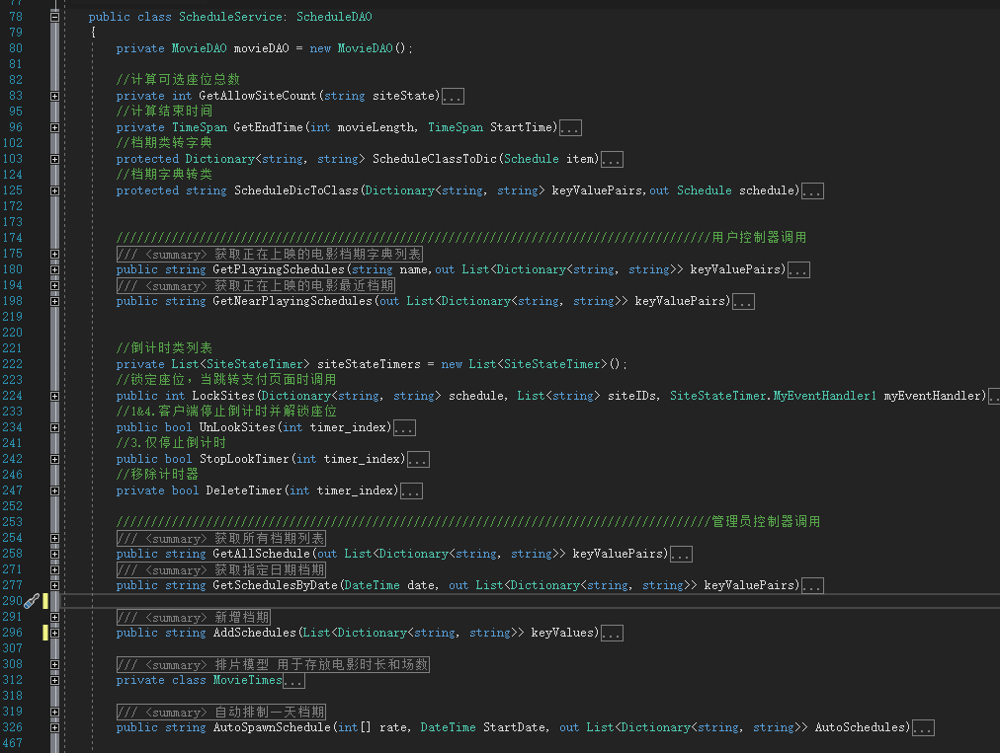 77
78 public class ScheduleService: ScheduleDAO
79 {
80 private MovieDAO movieDAO = new MovieDAO();
81
82 //计算可选座位总数
83 private int GetAllowSiteCount(string siteState)...
95 //计算结束时间
96 private TimeSpan GetEndTime(int movieLength, TimeSpan StartTime)...
102 //档期类转字典
103 protected Dictionary<string, string> ScheduleClassToDic(Schedule item)...
124 //档期字典转类
125 protected string ScheduleDicToClass(Dictionary<string, string> keyValuePairs,out Schedule schedule)...
172
173
174 //////////////////////////////////////////////////////////////////////////////////////用户控制器调用
175 /// <summary> 获取正在上映的电影档期字典列表
180 public string GetPlayingSchedules(string name,out List<Dictionary<string, string>> keyValuePairs)...
194 /// <summary> 获取正在上映的电影最近档期
198 public string GetNearPlayingSchedules(out List<Dictionary<string, string>> keyValuePairs)...
219
220
221 //倒计时类列表
222 private List<SiteStateTimer> siteStateTimers = new List<SiteStateTimer>();
223 //锁定座位，当跳转支付页面时调用
224 public int LockSites(Dictionary<string, string> schedule, List<string> siteIDs, SiteStateTimer.MyEventHandler1 myEventHandler)...
233 //1&4.客户端停止倒计时并解锁座位
234 public bool UnLookSites(int timer_index)...
241 //3.仅停止倒计时
242 public bool StopLookTimer(int timer_index)...
246 //移除计时器
247 private bool DeleteTimer(int timer_index)...
252
253 //////////////////////////////////////////////////////////////////////////////////////管理员控制器调用
254 /// <summary> 获取所有档期列表
258 public string GetAllSchedule(out List<Dictionary<string, string>> keyValuePairs)...
271 /// <summary> 获取指定日期档期
277 public string GetSchedulesByDate(DateTime date, out List<Dictionary<string, string>> keyValuePairs)...
290
291 /// <summary> 新增档期
296 public string AddSchedules(List<Dictionary<string, string>> keyValues)...
307
308 /// <summary> 排片模型 用于存放电影时长和场数
312 private class MovieTimes...
318
319 /// <summary> 自动排制一天档期
326 public string AutoSpawnSchedule(int[] rate, DateTime StartDate, out List<Dictionary<string, string>> AutoSchedules)...
467